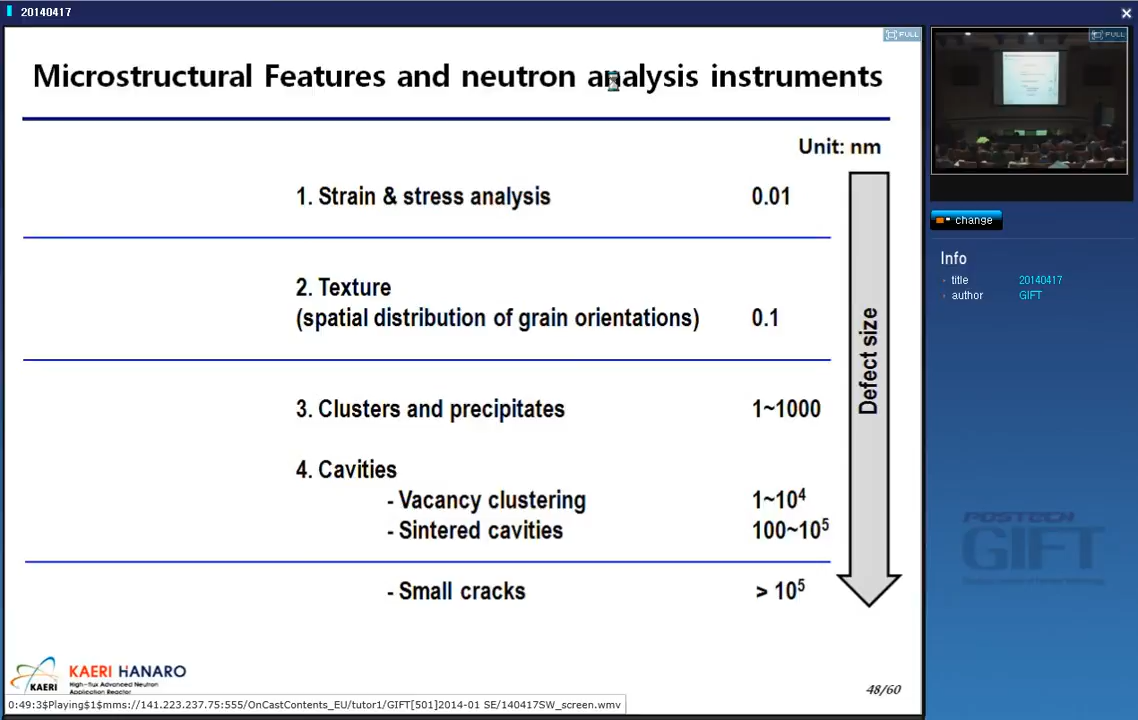 20140417
FULL
FULL
Microstructural Features and neutron analysis instruments
Unit: nm
1. Strain & stress analysis 0.01
2. Texture
(spatial distribution of grain orientations) 0.1
3. Clusters and precipitates 1~1000
4. Cavities
- Vacancy clustering 1~10⁴
- Sintered cavities 100~10⁵
- Small cracks > 10⁵
Defect size
KAERI
KAERI HANARO
High-flux Advanced Neutron
Application Reactor
48/60
0:49:3$Playing$1$mms://141.223.237.75:555/OnCastContents_EU/tutor1/GIFT[501]2014-01 SE/140417SW_screen.wmv
change
Info
title 20140417
author GIFT
POSTECH
GIFT